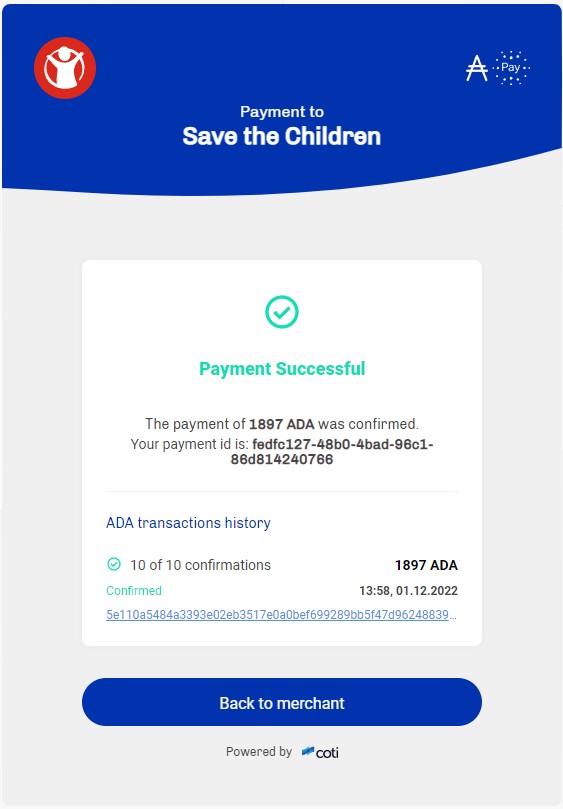 Pay
Payment to
Save the Children
Payment Successful
The payment of 1897 ADA was confirmed.
Your payment id is: fedfc127-48b0-4bad-96c1-
86d814240766
ADA transactions history
10 of 10 confirmations 1897 ADA
Confirmed 13:58, 01.12.2022
5e110a5484a3393e02eb3517e0a0bef699289bb5f47d96248839...
Back to merchant
Powered by coti